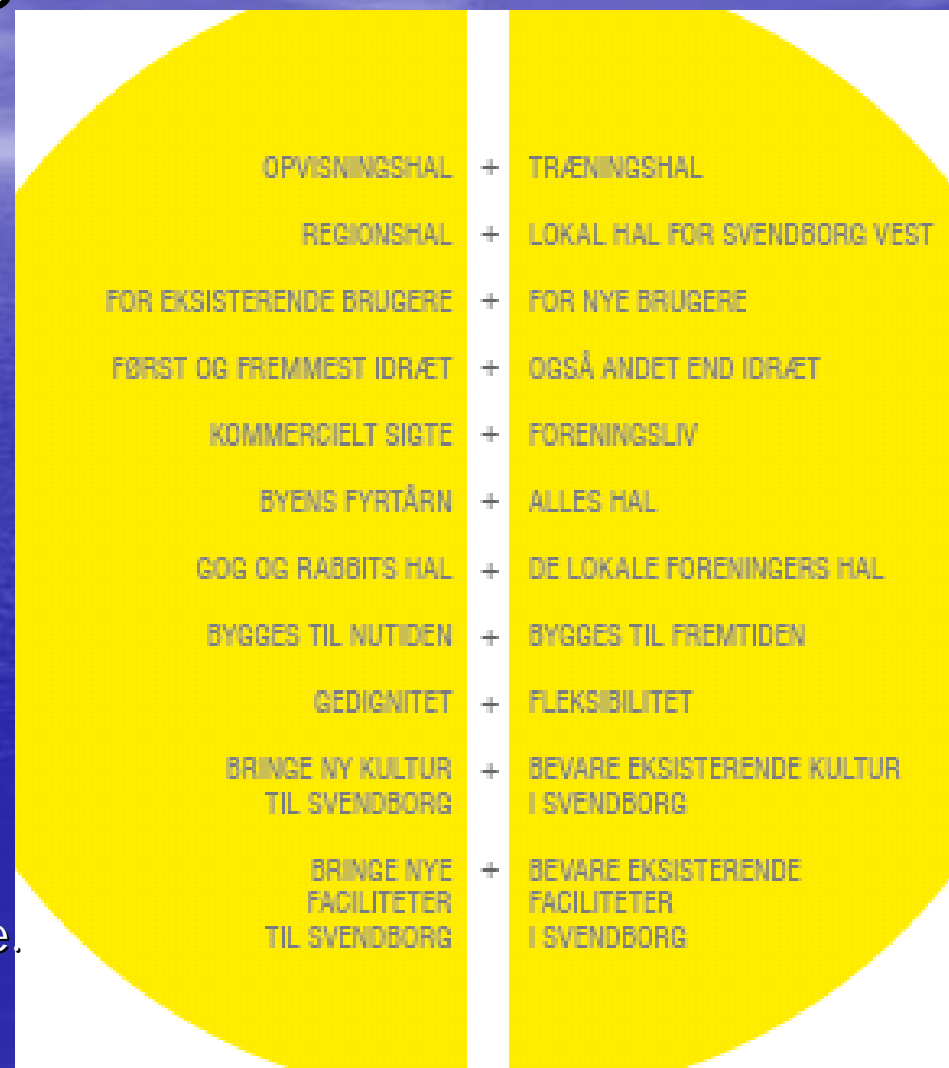 OPVISNINGSHAL + TRÆNINGSHAL
REGIONSHAL + LOKAL HAL FOR SVENDBORG VEST
FOR EKSISTERENDE BRUGERE + FOR NYE BRUGERE
FØRST OG FREMMEST IDRÆT + OGSÅ ANDET END IDRÆT
KOMMERCIELT SIGTE + FORENINGSLIV
BYENS FYRTÅRN + ALLES HAL
GOG OG RABBITS HAL + DE LOKALE FORENINGERS HAL
BYGGES TIL NUTIDEN + BYGGES TIL FREMTIDEN
GEDIGNITET + FLEKSIBILITET
BRINGE NY KULTUR + BEVARE EKSISTERENDE KULTUR
TIL SVENDBORG I SVENDBORG
BRINGE NYE + BEVARE EKSISTERENDE
FACILITETER FACILITETER
TIL SVENDBORG I SVENDBORG